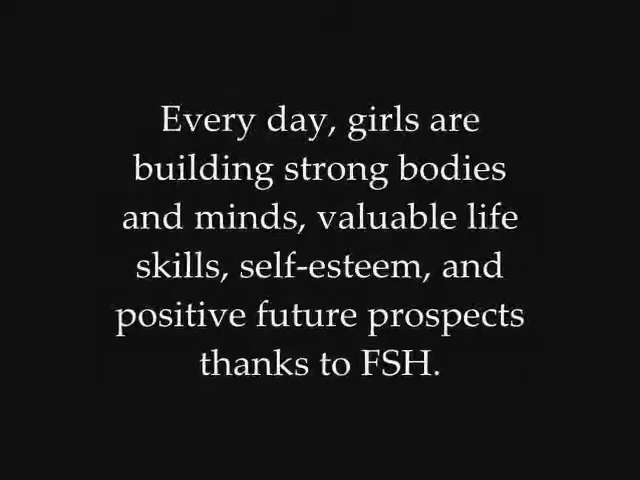 Every day, girls are
building strong bodies
and minds, valuable life
skills, self-esteem, and
positive future prospects
thanks to FSH.